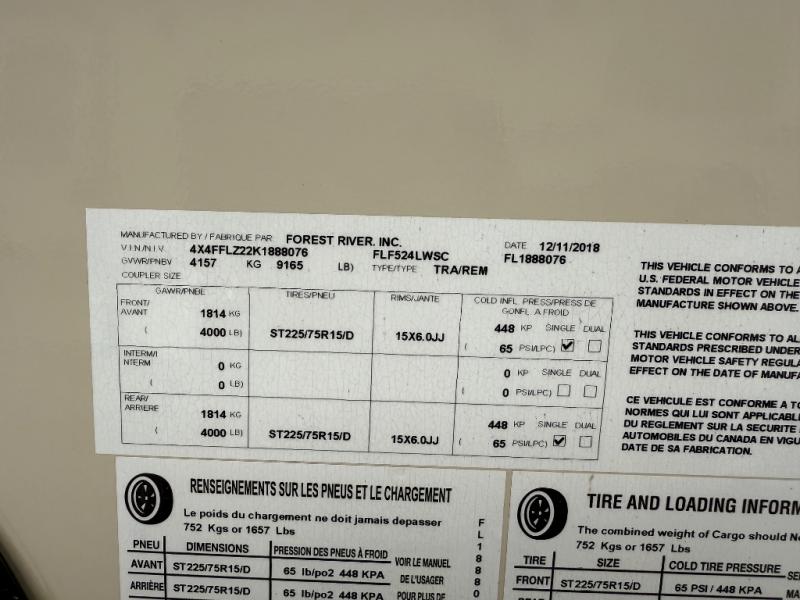 MANUFACTURED BY / FABRIQUE PAR FOREST RIVER. INC. DATE 12/11/2018
V.I.N./N.I.V. 4X4FFLZ22K1888076 FLF524LWSC FL1888076
GVWR/PNBV 4157 KG 9165 LB) TYPE/TYPE TRA/REM
COUPLER SIZE
GAWR/PNBE TIRES/PNEU RIMS/JANTE COLD INFL. PRESS/PRESS DE
GONFL. A FROID
FRONT/
AVANT 1814 KG 448 KP SINGLE DUAL
( 4000 LB) ST225/75R15/D 15X6.0JJ ( 65 PSI/LPC)
INTERM/I
NTERM 0 KG 0 KP SINGLE DUAL
( 0 LB) 0 PSI/LPC)
REAR/
ARRIERE 1814 KG 448 KP SINGLE DUAL
( 4000 LB) ST225/75R15/D 15X6.0JJ ( 65 PSI/LPC)
THIS VEHICLE CONFORMS TO A
U.S. FEDERAL MOTOR VEHICLE
STANDARDS IN EFFECT ON THE
MANUFACTURE SHOWN ABOVE.
THIS VEHICLE CONFORMS TO AL
STANDARDS PRESCRIBED UNDER
MOTOR VEHICLE SAFETY REGULA
EFFECT ON THE DATE OF MANUFA
CE VEHICULE EST CONFORME A TO
NORMES QUI LUI SONT APPLICABL
DU REGLEMENT SUR LA SECURITE
AUTOMOBILES DU CANADA EN VIGU
DATE DE SA FABRICATION.
RENSEIGNEMENTS SUR LES PNEUS ET LE CHARGEMENT
Le poids du chargement ne doit jamais depasser
752 Kgs or 1657 Lbs
PNEU DIMENSIONS PRESSION DES PNEUS À FROID VOIR LE MANUEL
AVANT ST225/75R15/D 65 lb/po2 448 KPA DE L'USAGER
ARRIÈRE ST225/75R15/D 65 lb/po2 448 KPA POUR PLUS DE
FL18880
TIRE AND LOADING INFORM
The combined weight of Cargo should N
752 Kgs or 1657 Lbs
TIRE SIZE COLD TIRE PRESSURE SE
FRONT ST225/75R15/D 65 PSI / 448 KPA MA